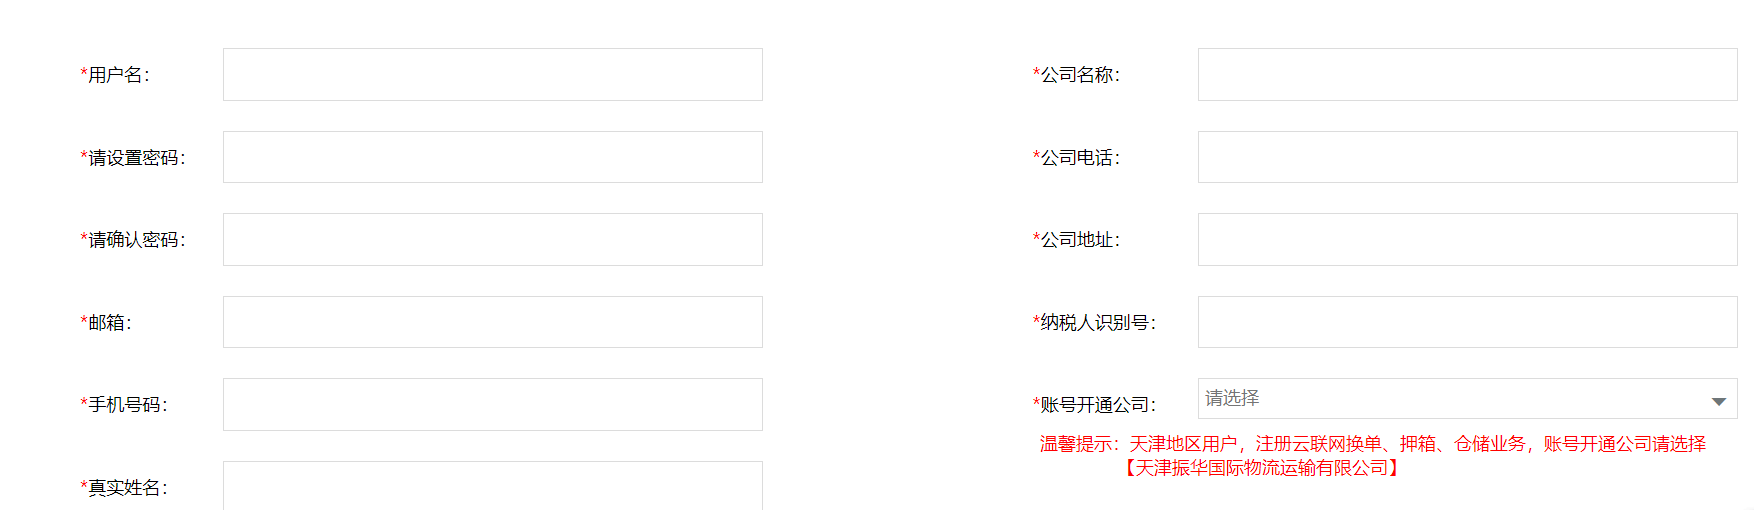 *用户名：
*公司名称：
*请设置密码：
*公司电话：
*请确认密码：
*公司地址：
*邮箱：
*纳税人识别号：
*手机号码：
*账号开通公司：
请选择
温馨提示：天津地区用户，注册云联网换单、押箱、仓储业务，账号开通公司请选择
【天津振华国际物流运输有限公司】
*真实姓名：